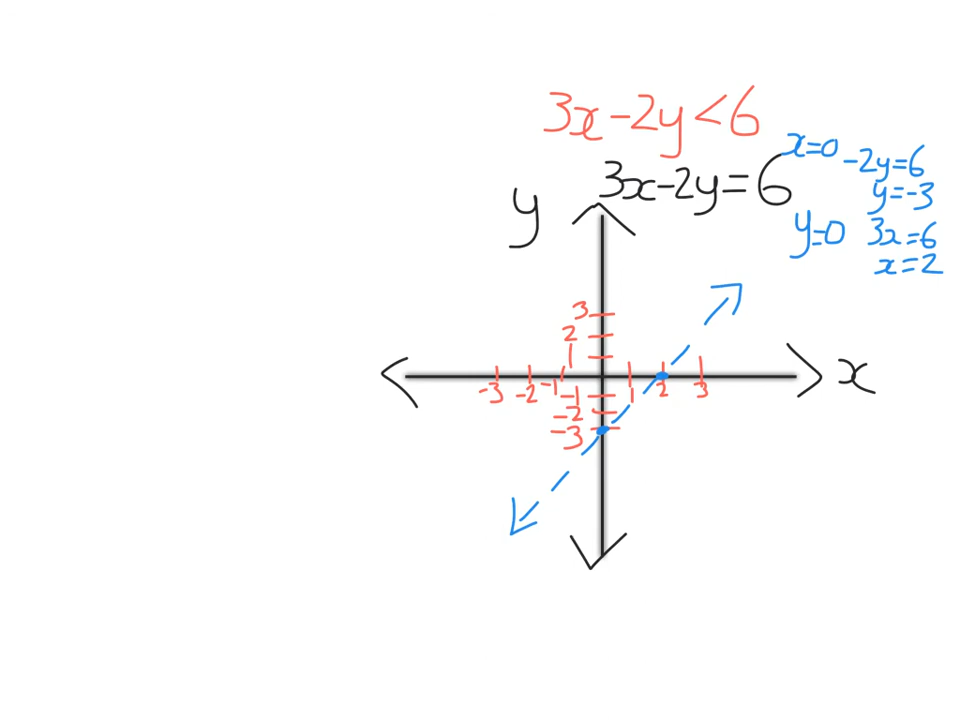 3x-2y<6
3x-2y=6
x=0 -2y=6
y=-3
y=0 3x=6
x=2
y
x
3
2
1
-3 -2 -1 1 2 3
-1
-2
-3